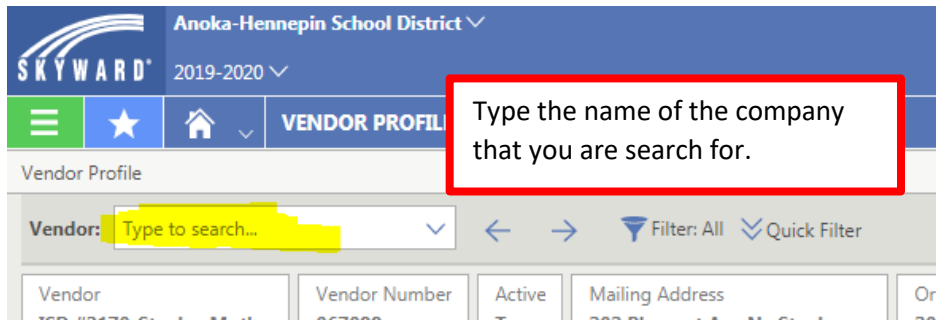 Anoka-Hennepin School District
SKYWARD®
2019-2020
VENDOR PROFIL
Type the name of the company
that you are search for.
Vendor Profile
Vendor: Type to search... Filter: All Quick Filter
Vendor Vendor Number Active Mailing Address Or